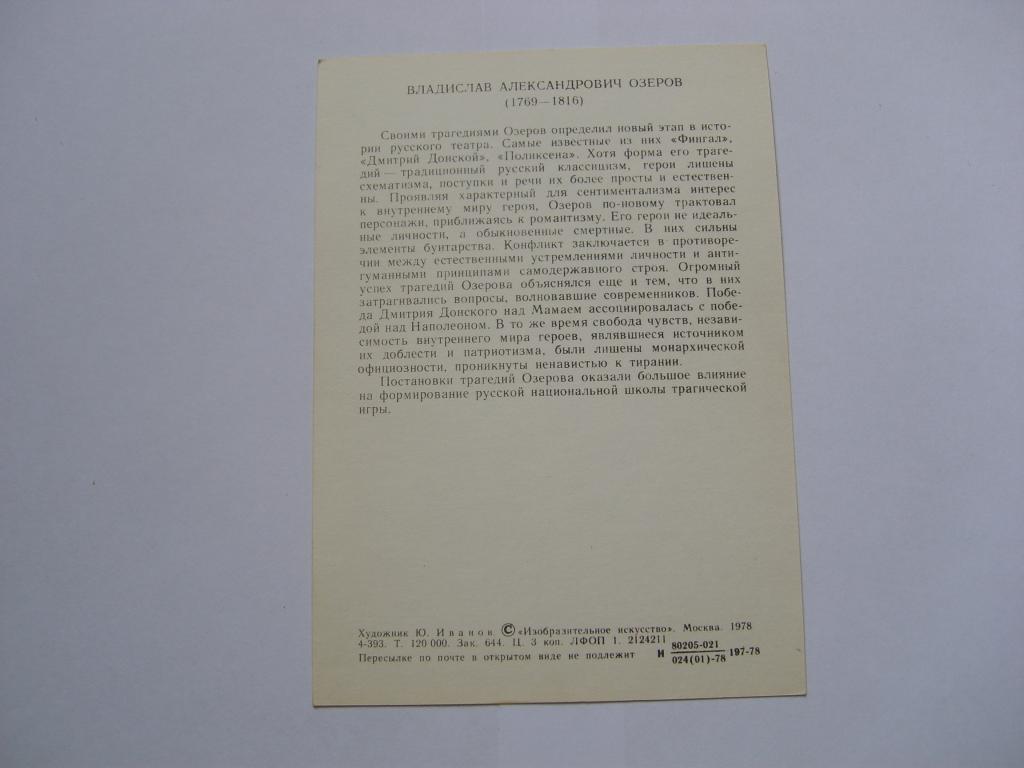 ВЛАДИСЛАВ АЛЕКСАНДРОВИЧ ОЗЕРОВ
(1769—1816)
Своими трагедиями Озеров определил новый этап в исто-
рии русского театра. Самые известные из них «Фингал»,
«Дмитрий Донской», «Поликсена». Хотя форма его траге-
дий — традиционный русский классицизм, герои лишены
схематизма, поступки и речи их более просты и естествен-
ны. Проявляя характерный для сентиментализма интерес
к внутреннему миру героя, Озеров по-новому трактовал
персонажи, приближаясь к романтизму. Его герои не идеаль-
ные личности, а обыкновенные смертные. В них сильны
элементы бунтарства. Конфликт заключается в противоре-
чии между естественными устремлениями личности и анти-
гуманными принципами самодержавного строя. Огромный
успех трагедий Озерова объяснялся еще и тем, что в них
затрагивались вопросы, волновавшие современников. Побе-
да Дмитрия Донского над Мамаем ассоциировалась с побе-
дой над Наполеоном. В то же время свобода чувств, незави-
симость внутреннего мира героев, являвшиеся источником
их доблести и патриотизма, были лишены монархической
официозности, проникнуты ненавистью к тирании.
Постановки трагедий Озерова оказали большое влияние
на формирование русской национальной школы трагической
игры.
Художник Ю. Иванов © «Изобразительное искусство». Москва. 1978
4-393. Т. 120 000. Зак. 644. Ц. 3 коп. ЛФОП 1. 2124211
Пересылке по почте в открытом виде не подлежит
И 80205-021 197-78
024(01)-78